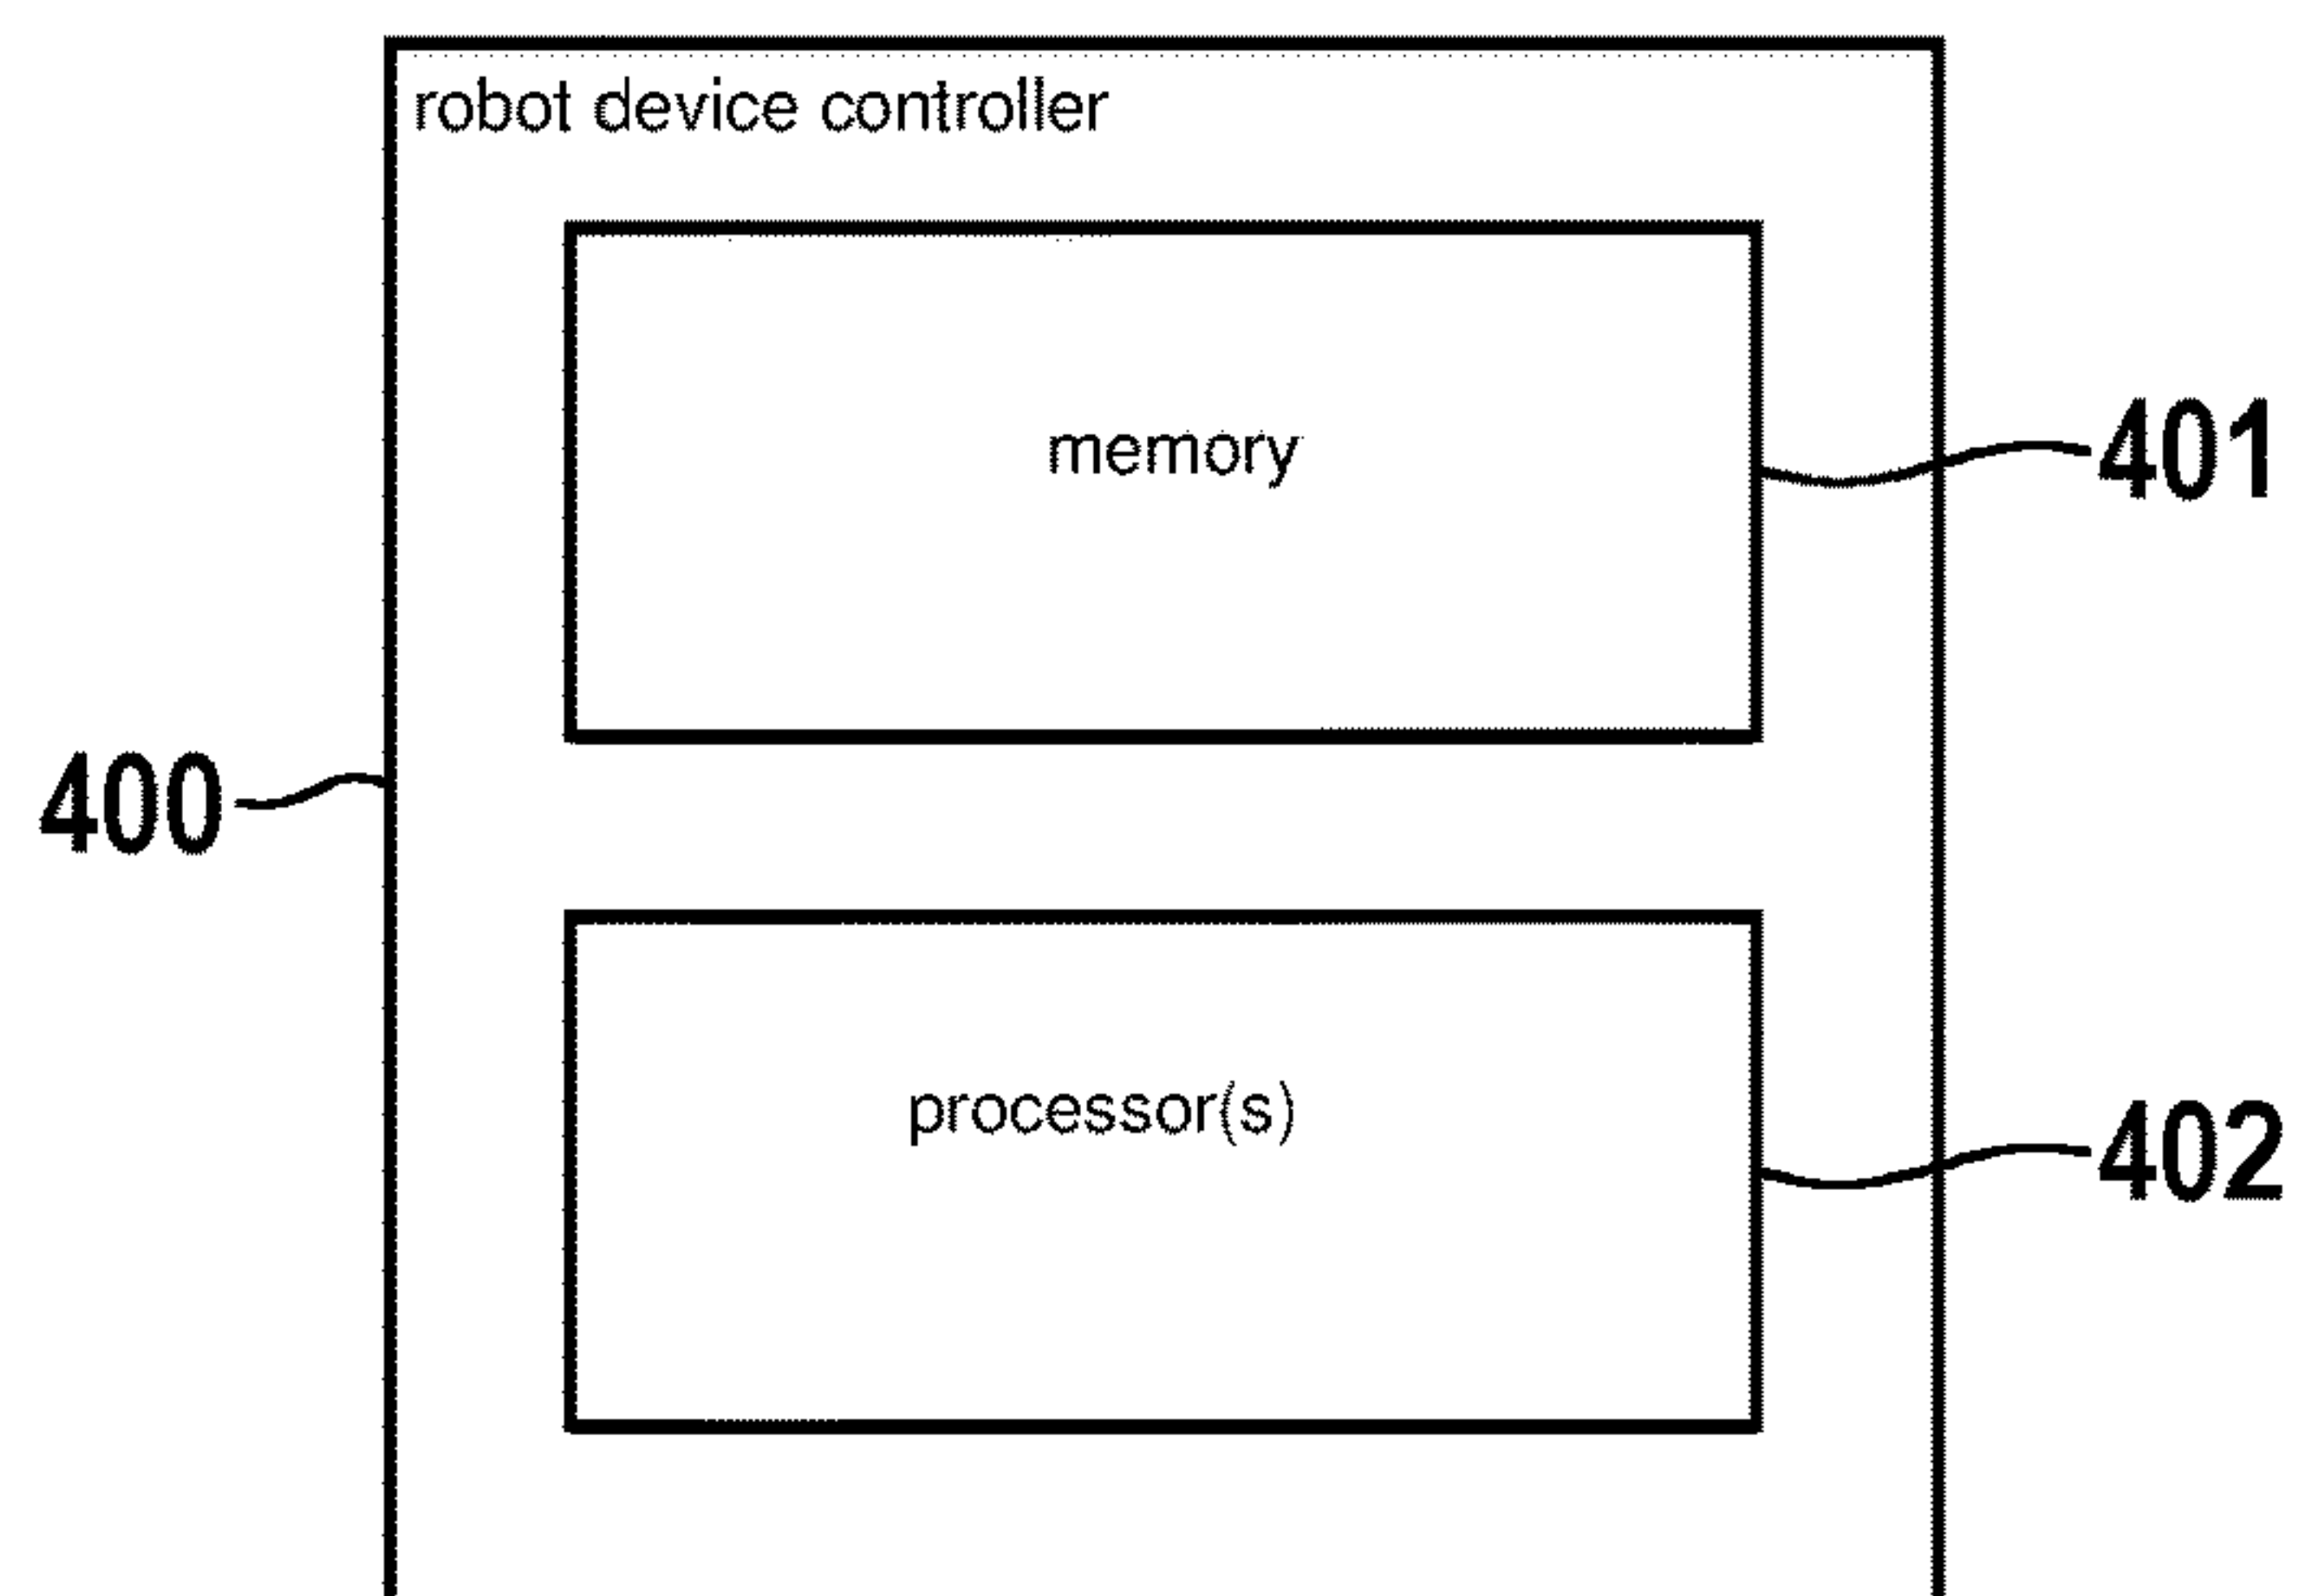 robot device controller
memory
401
400
processor(s)
402